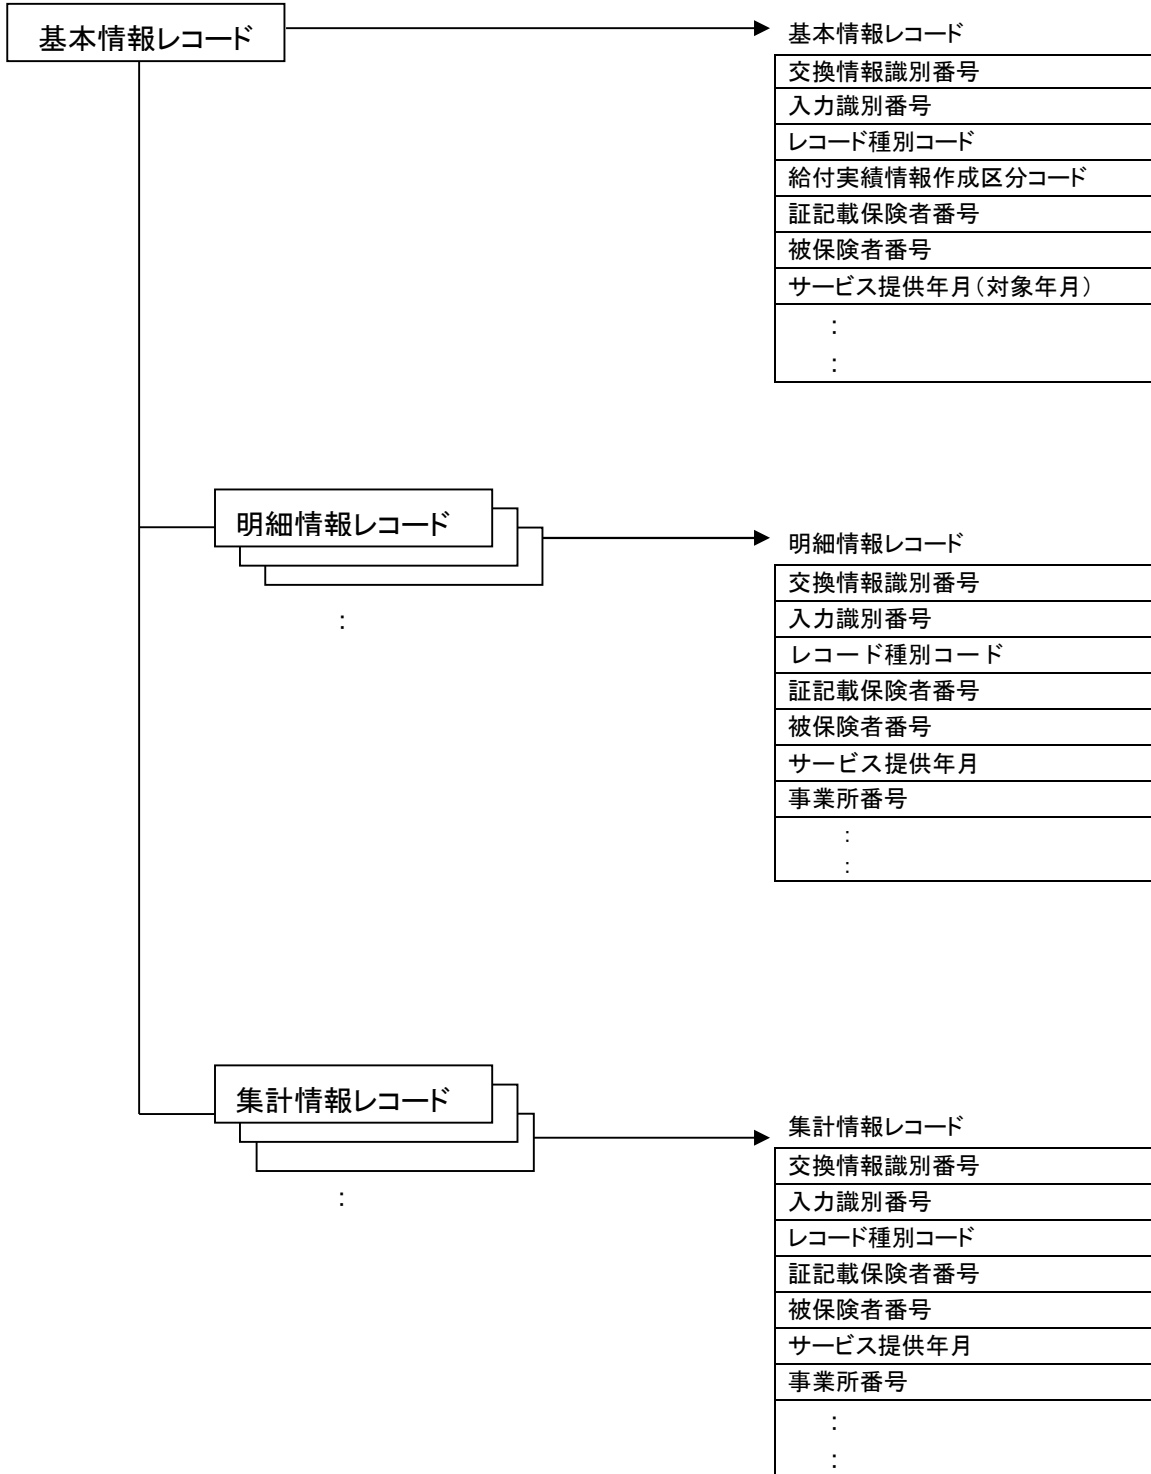 基本情報レコード
基本情報レコード
交換情報識別番号
入力識別番号
レコード種別コード
給付実績情報作成区分コード
証記載保険者番号
被保険者番号
サービス提供年月(対象年月)
:
:
明細情報レコード
:
明細情報レコード
交換情報識別番号
入力識別番号
レコード種別コード
証記載保険者番号
被保険者番号
サービス提供年月
事業所番号
:
:
集計情報レコード
:
集計情報レコード
交換情報識別番号
入力識別番号
レコード種別コード
証記載保険者番号
被保険者番号
サービス提供年月
事業所番号
:
: